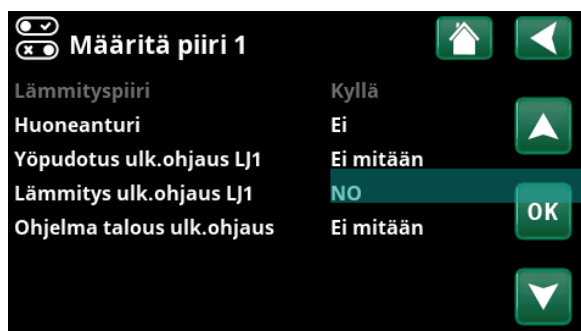 Määritä piiri 1
Lämmityspiiri Kyllä
Huoneanturi Ei
Yöpudotus ulk.ohjaus LJ1 Ei mitään
Lämmitys ulk.ohjaus LJ1 NO
OK
Ohjelma talous ulk.ohjaus Ei mitään